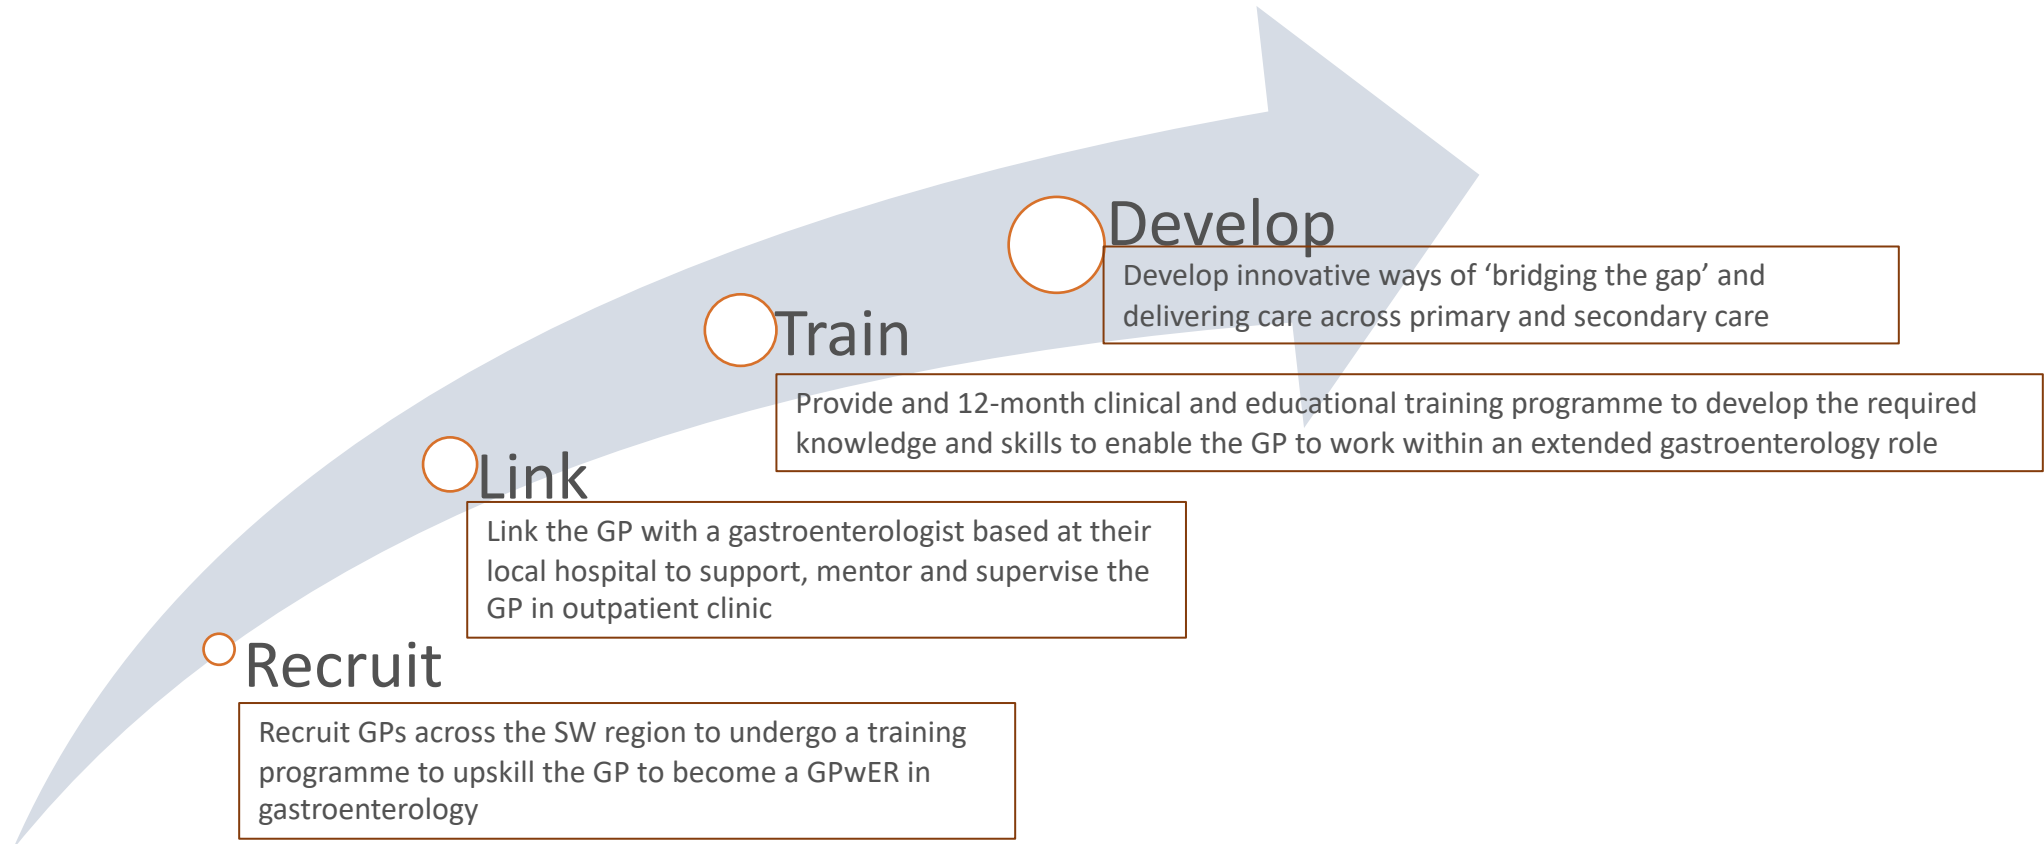 Develop
Develop innovative ways of ‘bridging the gap’ and
delivering care across primary and secondary care
Train
Provide and 12-month clinical and educational training programme to develop the required
knowledge and skills to enable the GP to work within an extended gastroenterology role
Link
Link the GP with a gastroenterologist based at their
local hospital to support, mentor and supervise the
GP in outpatient clinic
Recruit
Recruit GPs across the SW region to undergo a training
programme to upskill the GP to become a GPwER in
gastroenterology